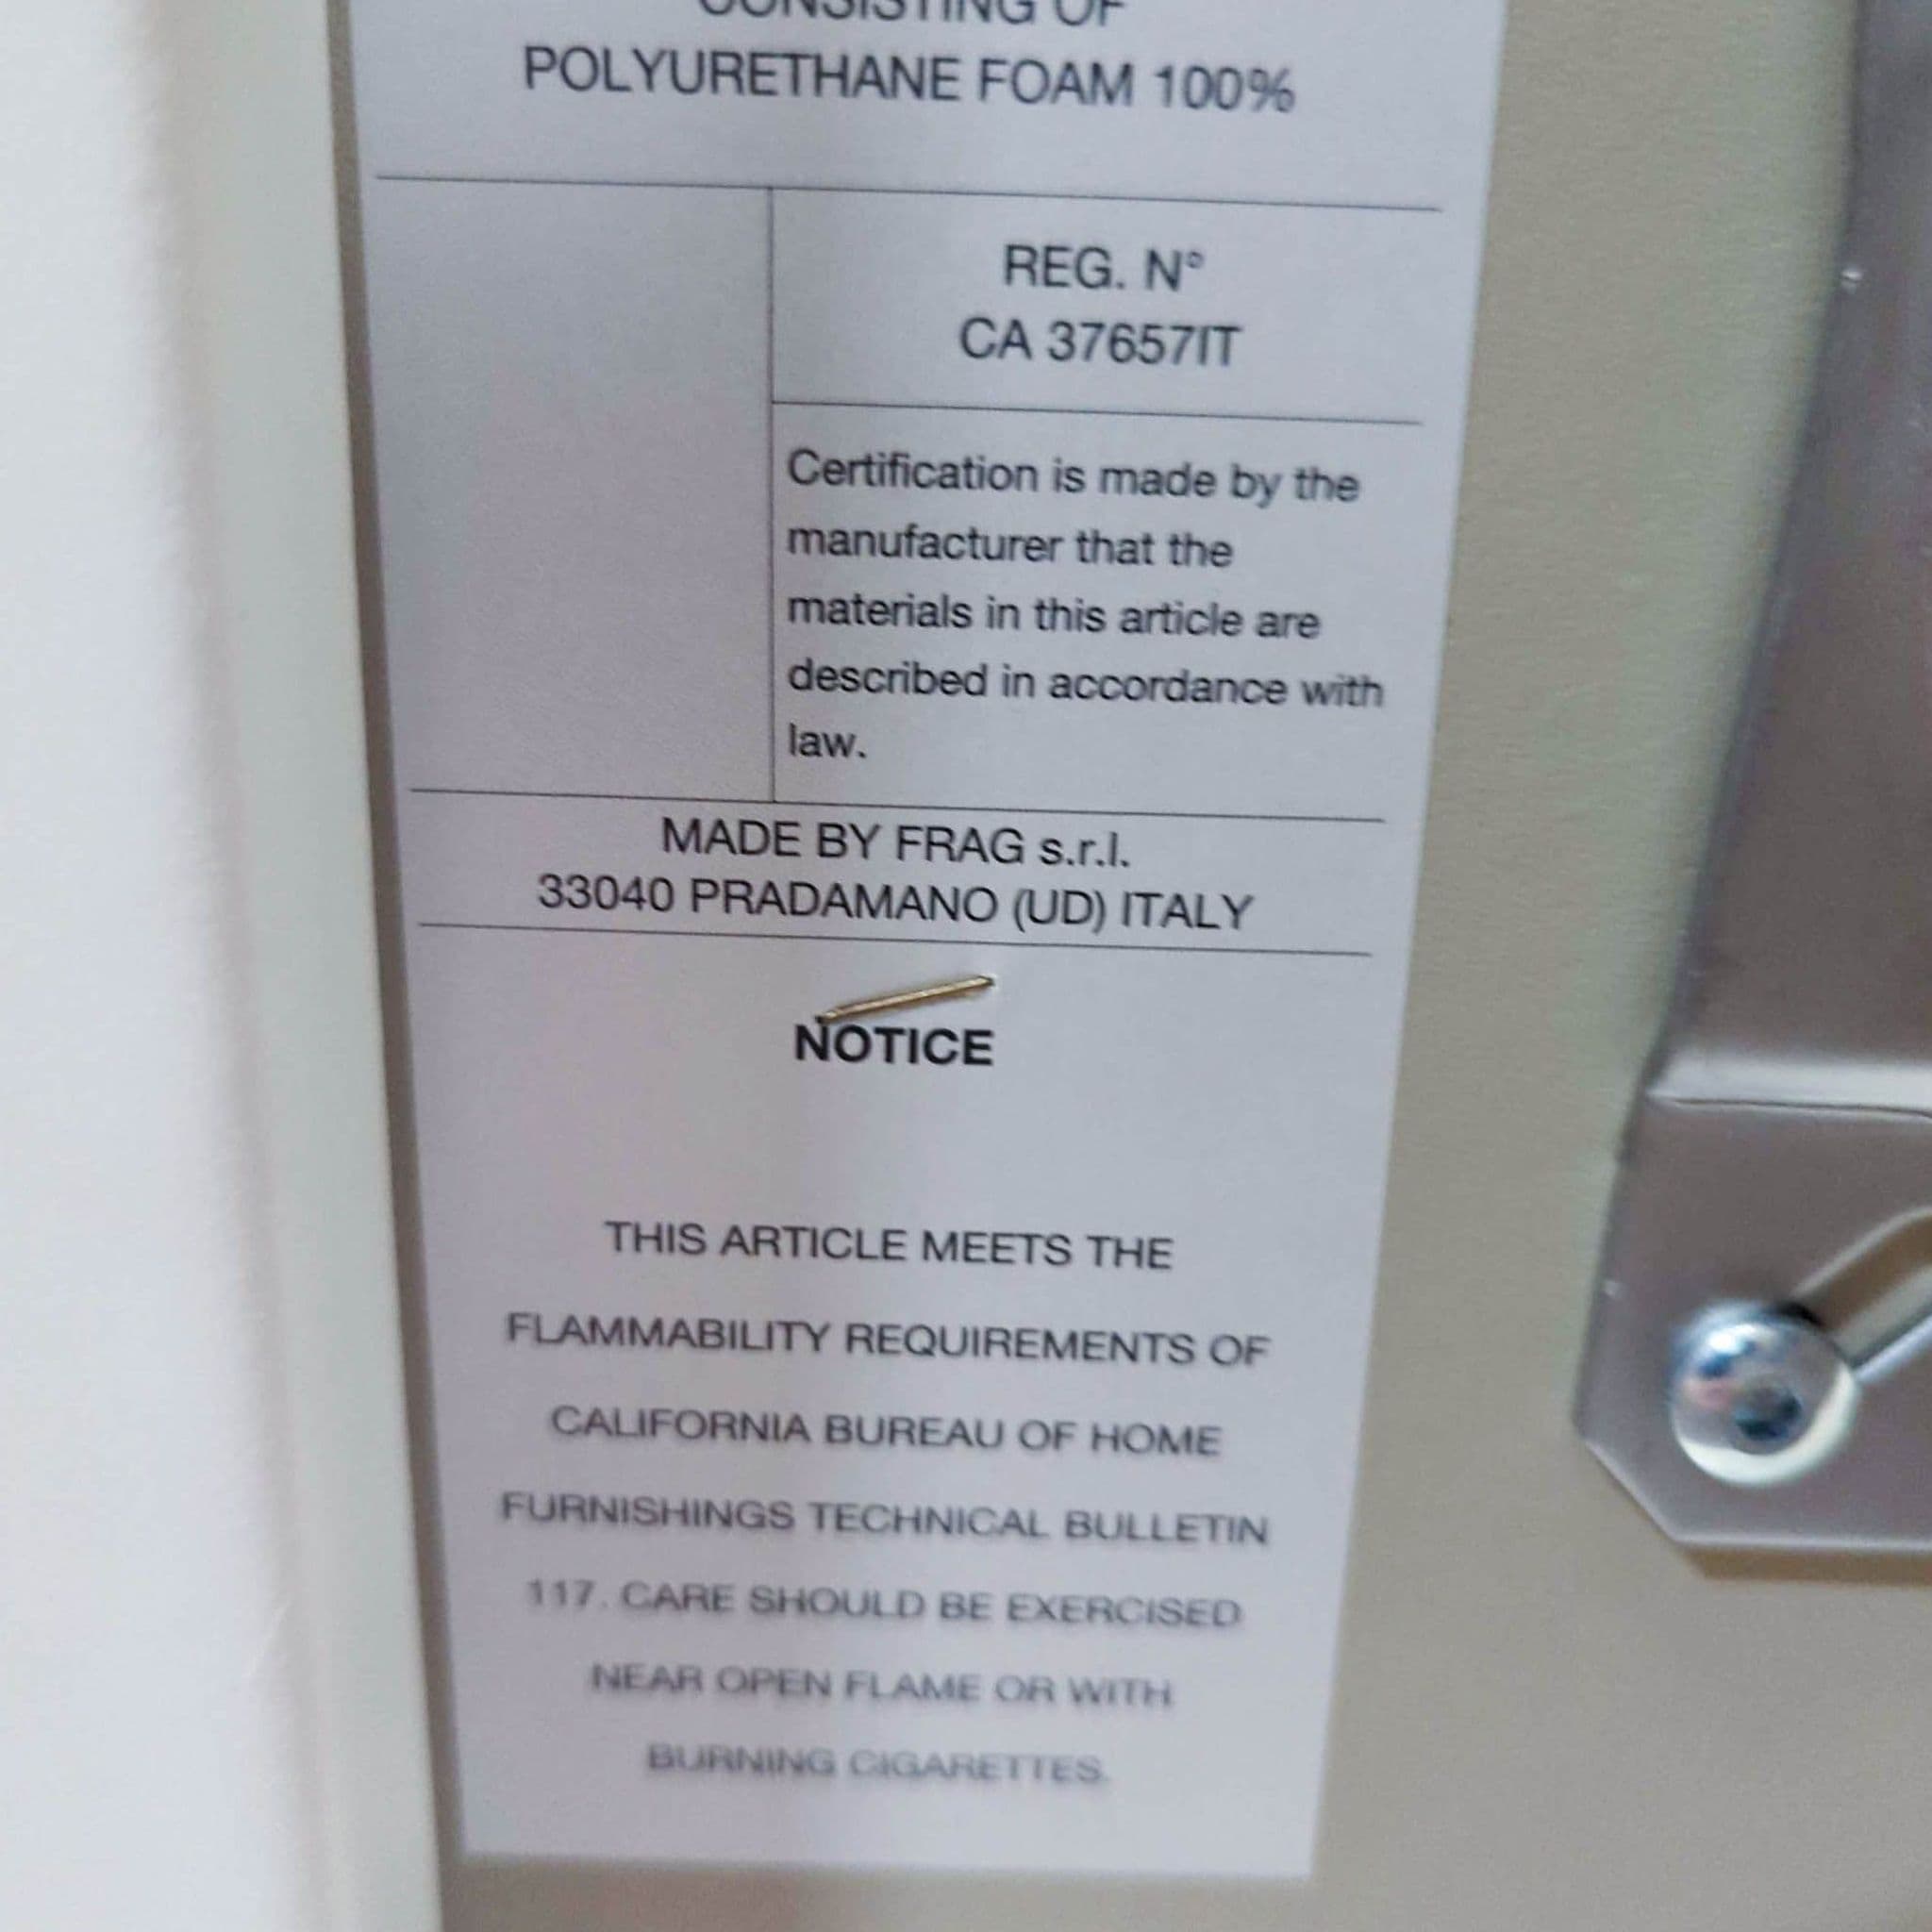 CONSISTING OF
POLYURETHANE FOAM 100%
REG. N°
CA 37657IT
Certification is made by the
manufacturer that the
materials in this article are
described in accordance with
law.
MADE BY FRAG s.r.l.
33040 PRADAMANO (UD) ITALY
NOTICE
THIS ARTICLE MEETS THE
FLAMMABILITY REQUIREMENTS OF
CALIFORNIA BUREAU OF HOME
FURNISHINGS TECHNICAL BULLETIN
117. CARE SHOULD BE EXERCISED
NEAR OPEN FLAME OR WITH
BURNING CIGARETTES.